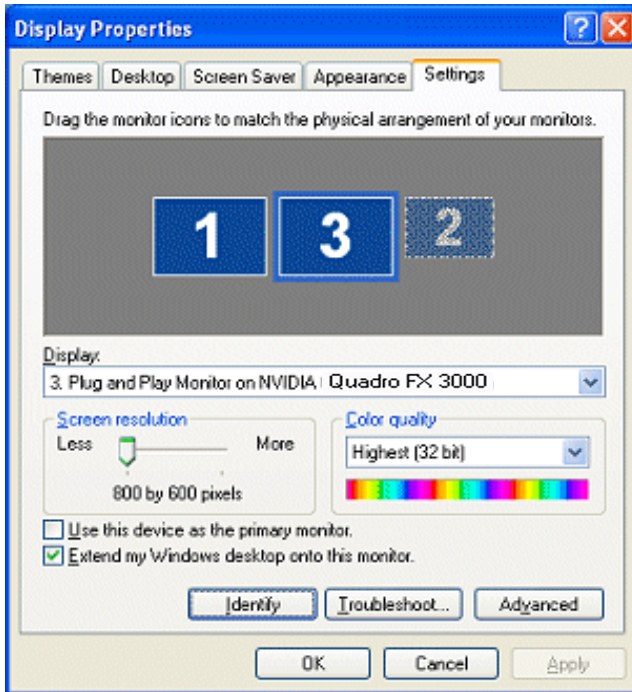 Display Properties
Themes Desktop Screen Saver Appearance Settings
Drag the monitor icons to match the physical arrangement of your monitors.
1 3 2
Display:
3. Plug and Play Monitor on NVIDIA Quadro FX 3000
Screen resolution Color quality
Less More Highest (32 bit)
800 by 600 pixels
Use this device as the primary monitor.
Extend my Windows desktop onto this monitor.
Identify Troubleshoot... Advanced
OK Cancel Apply